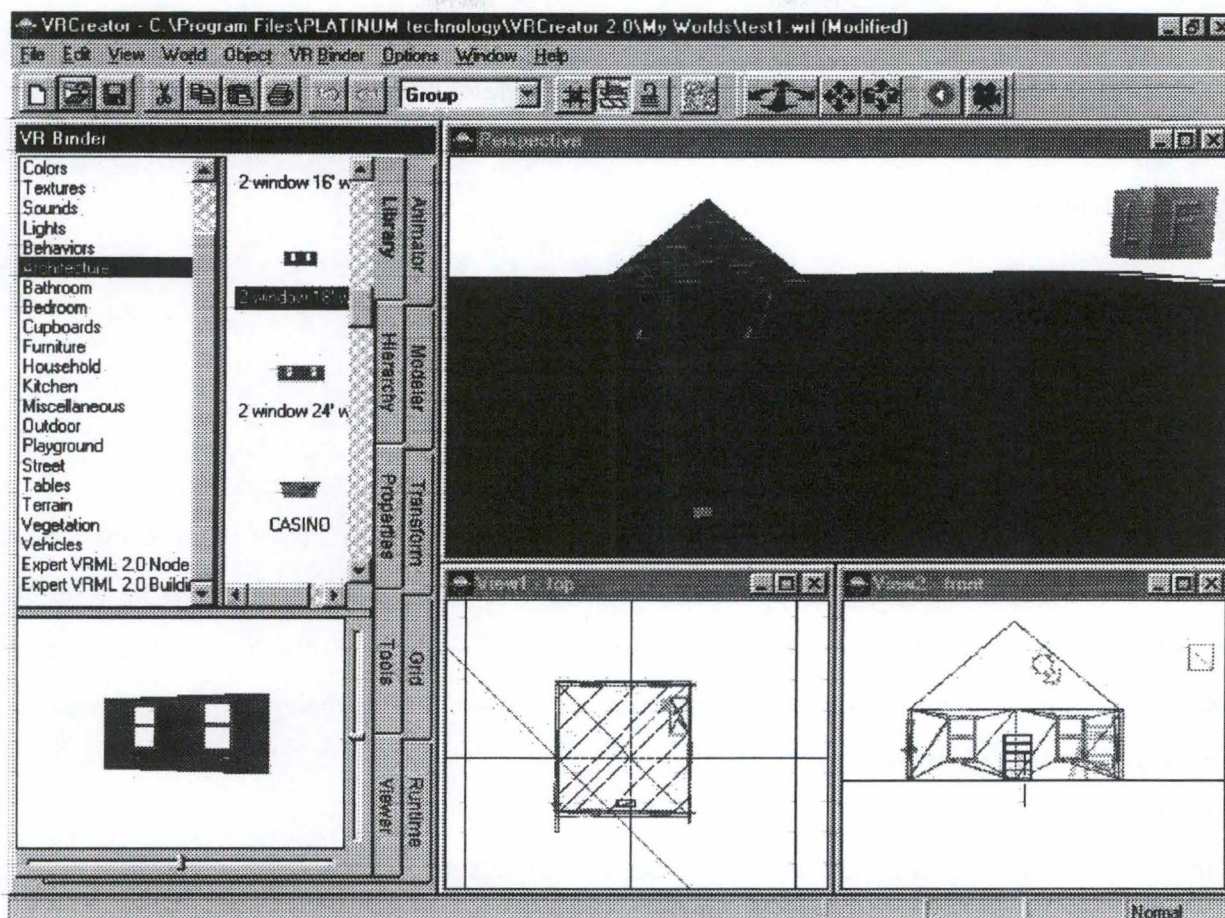 VRCreator - C:\Program Files\PLATINUM technology\VRCreator 2.0\My Worlds\test1.wrl (Modified)
File Edit View World Object VR Binder Options Window Help
Group
VR Binder
Colors
Textures
Sounds
Lights
Behaviors
Architecture
Bathroom
Bedroom
Cupboards
Furniture
Household
Kitchen
Miscellaneous
Outdoor
Playground
Street
Tables
Terrain
Vegetation
Vehicles
Expert VRML 2.0 Node
Expert VRML 2.0 Buildi
2 window 16' w
2 window 18' w
2 window 24' w
CASINO
Library
Hierarchy
Properties
Tools
Viewer
Animator
Modeler
Transform
Grid
Runtime
Perspective
View1 - top
View2 - front
Normal